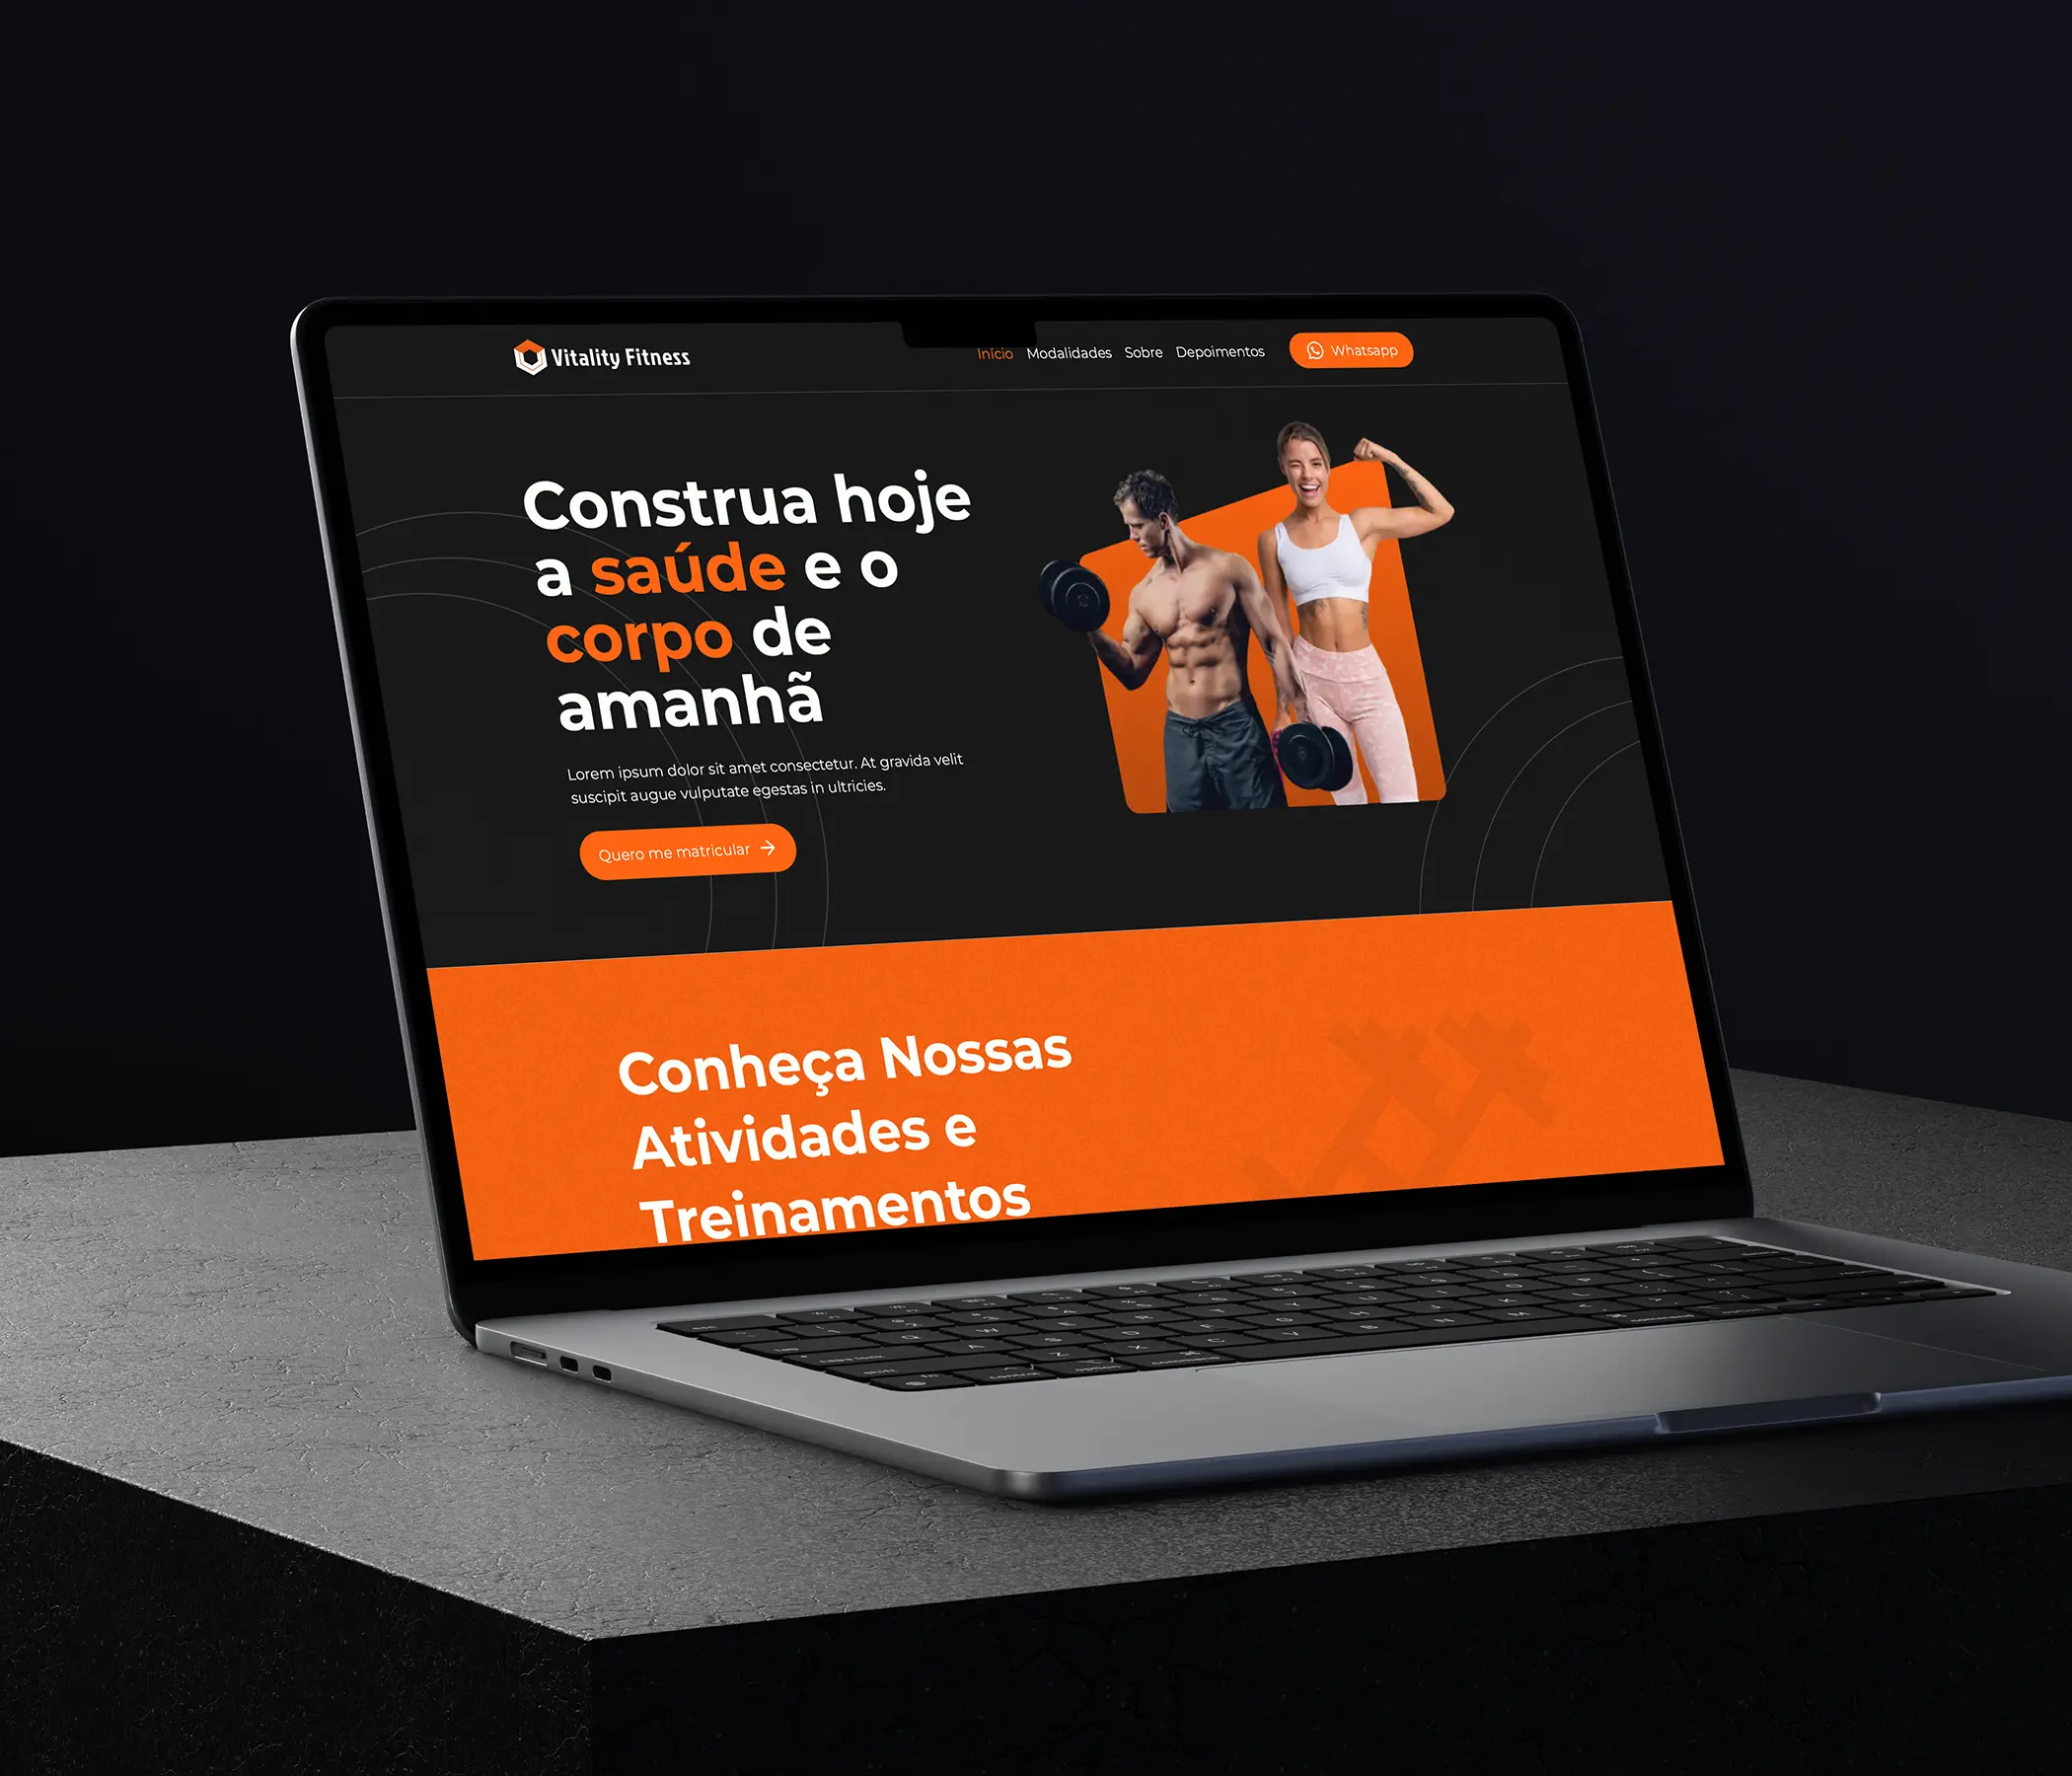 Vitality Fitness
Início Modalidades Sobre Depoimentos Whatsapp
Construa hoje
a saúde e o
corpo de
amanhã
Lorem ipsum dolor sit amet consectetur. At gravida velit
suscipit augue vulputate egestas in ultricies.
Quero me matricular →
Conheça Nossas
Atividades e
Treinamentos